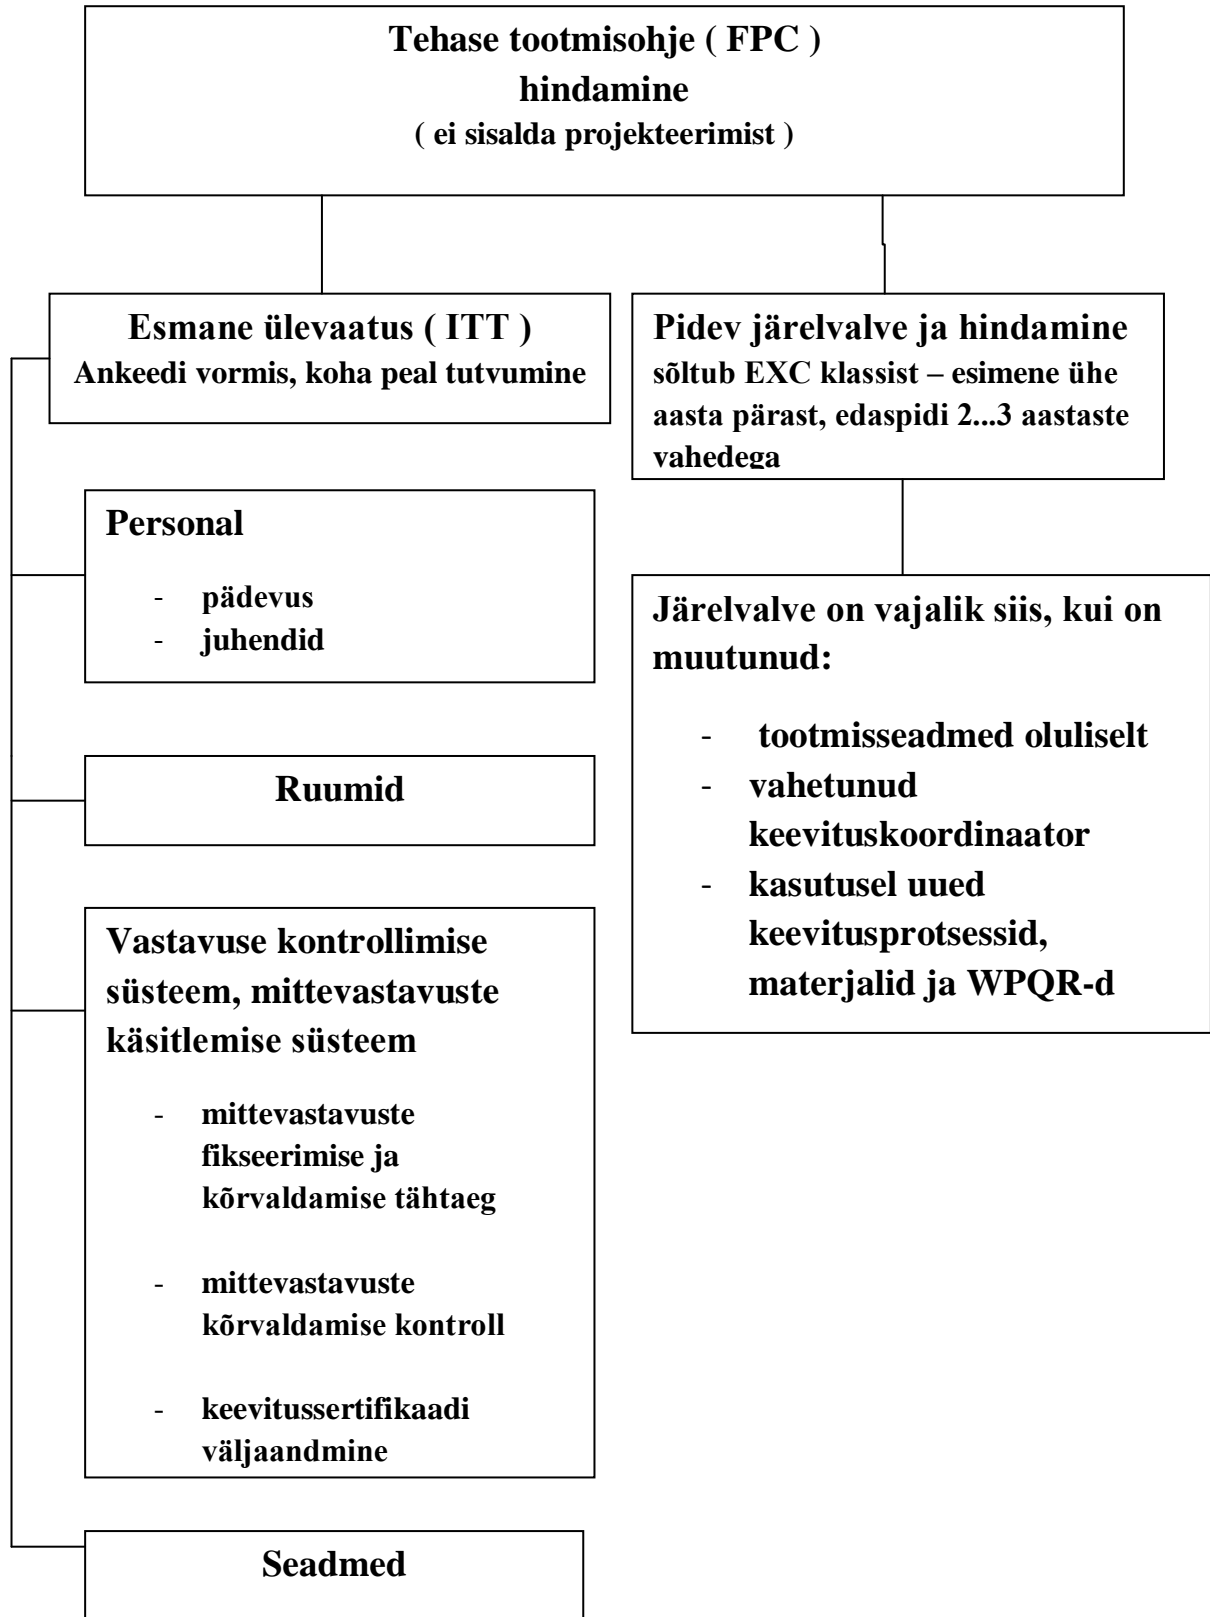 Tehase tootmisohje ( FPC )
hindamine
( ei sisalda projekteerimist )
Esmane ülevaatus ( ITT )
Ankeedi vormis, koha peal tutvumine
Personal
- pädevus
- juhendid
Ruumid
Vastavuse kontrollimise
süsteem, mittevastavuste
käsitlemise süsteem
- mittevastavuste
fikseerimise ja
kõrvaldamise tähtaeg
- mittevastavuste
kõrvaldamise kontroll
- keevitussertifikaadi
väljaandmine
Seadmed
Pidev järelvalve ja hindamine
sõltub EXC klassist – esimene ühe
aasta pärast, edaspidi 2...3 aastaste
vahedega
Järelvalve on vajalik siis, kui on
muutunud:
- tootmisseadmed oluliselt
- vahetunud
keevituskoordinaator
- kasutusel uued
keevitusprotsessid,
materjalid ja WPQR-d